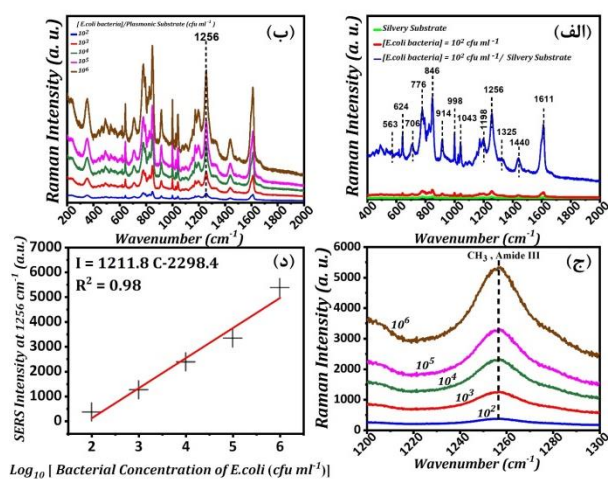 [E.coli bacteria]/Plasmonic Substrate (cfu ml⁻¹)
10²
10³
10⁴
10⁵
10⁶
1256
(ب)
Raman Intensity (a. u.)
200 400 600 800 1000 1200 1400 1600 1800 2000
Wavenumber (cm⁻¹)
Silvery Substrate
[E.coli bacteria] = 10² cfu ml⁻¹
[E.coli bacteria] = 10² cfu ml⁻¹/ Silvery Substrate
(الف)
563 624 706 776 846 914 998 1043 1198 1256 1325 1440 1611
Raman Intensity (a. u.)
400 600 800 1000 1200 1400 1600 1800 2000
Wavenumber (cm⁻¹)
I = 1211.8 C-2298.4
R² = 0.98
(د)
SERS Intensity at 1256 cm⁻¹ (a.u.)
7000
6000
5000
4000
3000
2000
1000
0
2 3 4 5 6
Log₁₀ [ Bacterial Concentration of E.coli (cfu ml⁻¹)]
CH₃ , Amide III
(ج)
10⁶
10⁵
10⁴
10³
10²
Raman Intensity (a. u.)
6000
5000
4000
3000
2000
1000
0
1200 1220 1240 1260 1280 1300
Wavenumber (cm⁻¹)